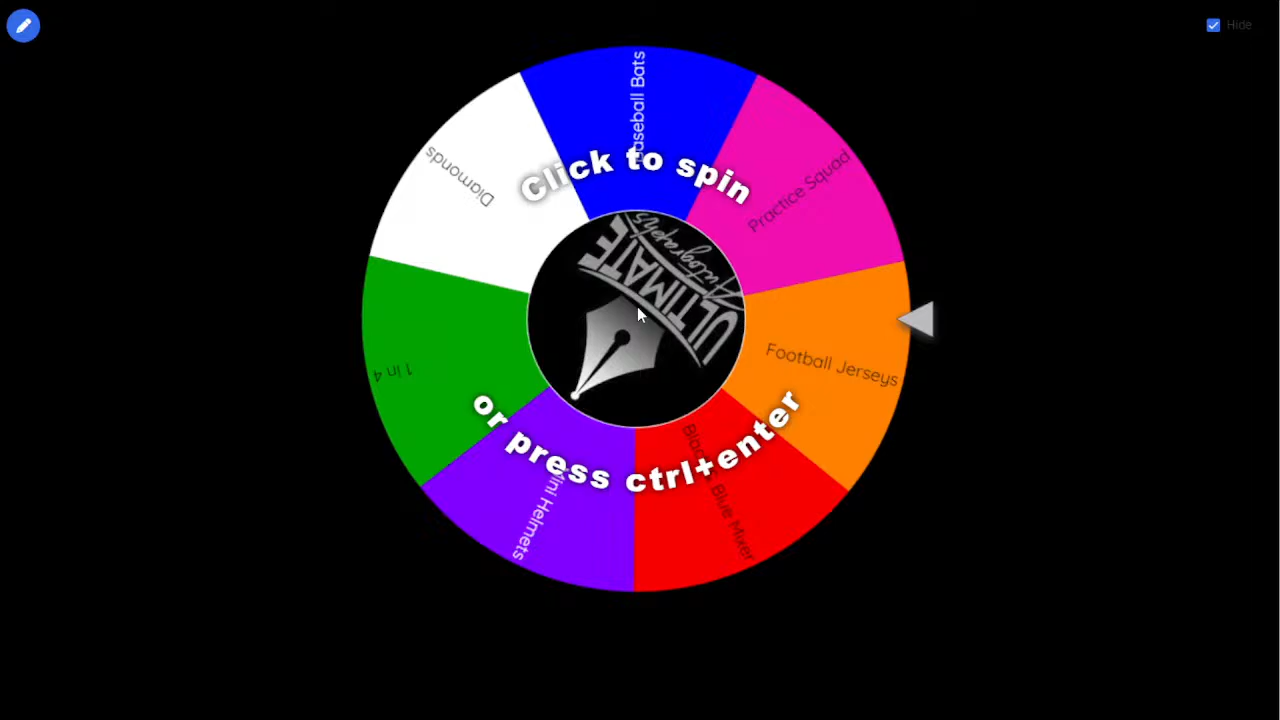 Hide
Baseball Bats
Practice Squad
Football Jerseys
Blue Mixer
Mini Helmets
1 in 4
Diamonds
Click to spin
or press ctrl+enter
ULTIMATE
Autographs